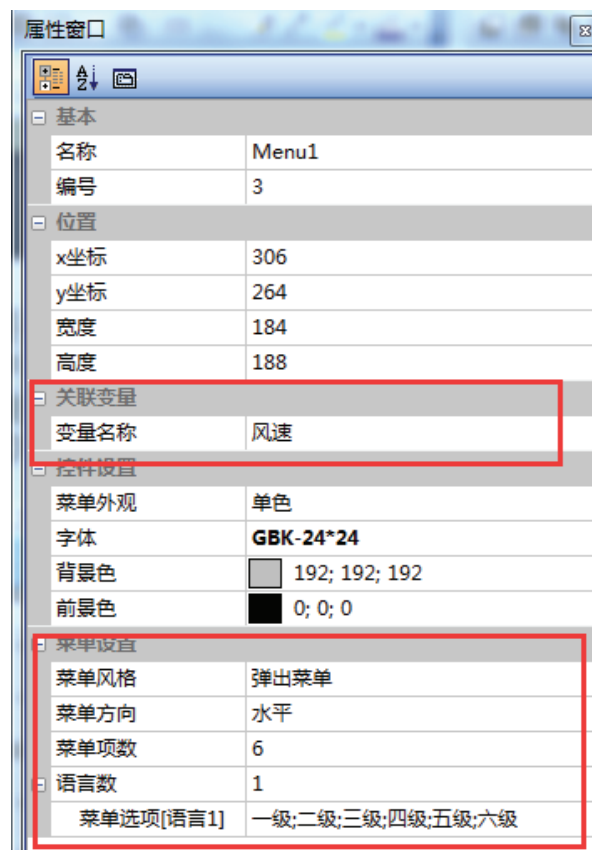 属性窗口
基本
名称 Menu1
编号 3
位置
x坐标 306
y坐标 264
宽度 184
高度 188
关联变量
变量名称 风速
控件设置
菜单外观 单色
字体 GBK-24*24
背景色 192; 192; 192
前景色 0; 0; 0
菜单设置
菜单风格 弹出菜单
菜单方向 水平
菜单项数 6
语言数 1
菜单选项[语言1] 一级;二级;三级;四级;五级;六级